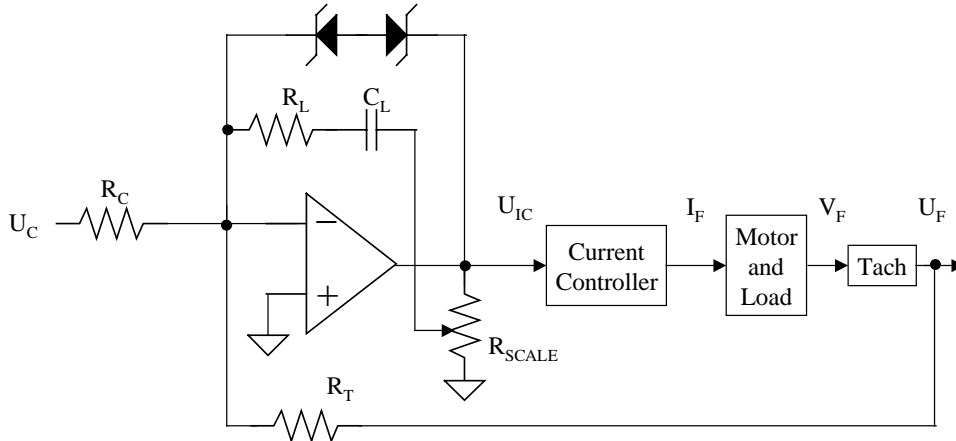 R_L
C_L
R_C
U_C
−
+
U_IC
Current
Controller
I_F
Motor
and
Load
V_F
Tach
U_F
R_SCALE
R_T